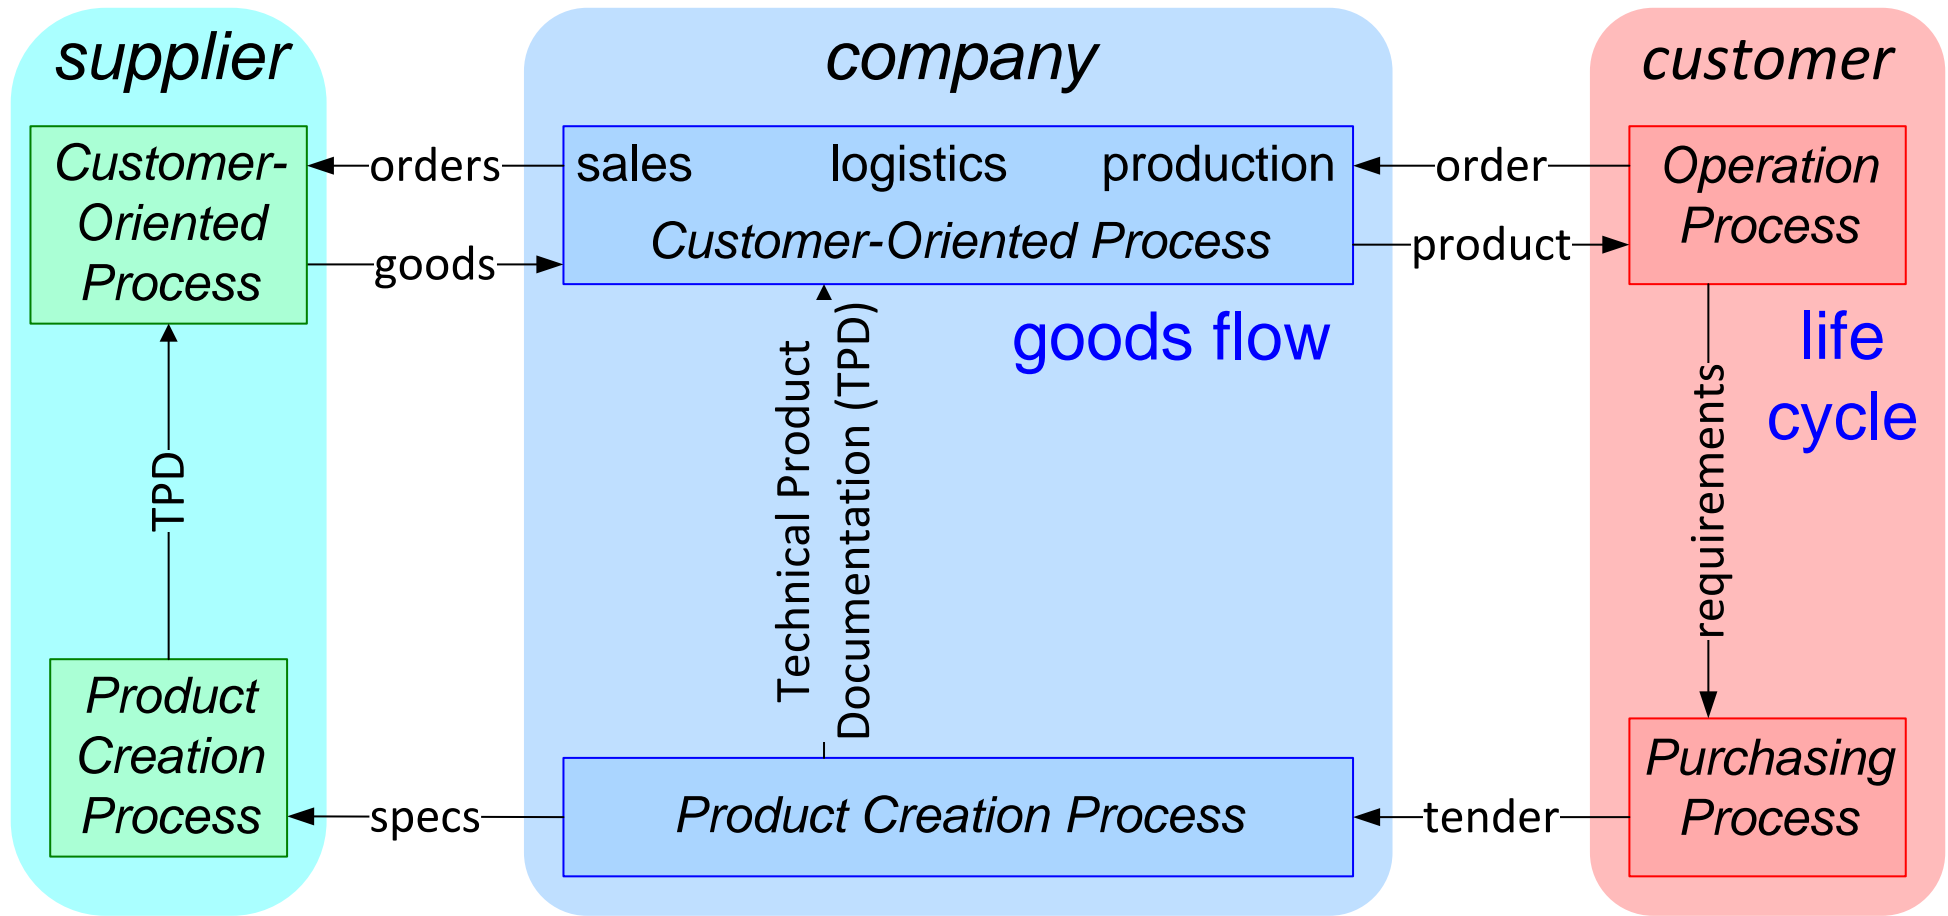 supplier
company
customer
Customer-
Oriented
Process
orders
goods
sales logistics production
Customer-Oriented Process
order
product
Operation
Process
goods flow
life
cycle
TPD
Technical Product
Documentation (TPD)
requirements
Product
Creation
Process
specs
Product Creation Process
tender
Purchasing
Process